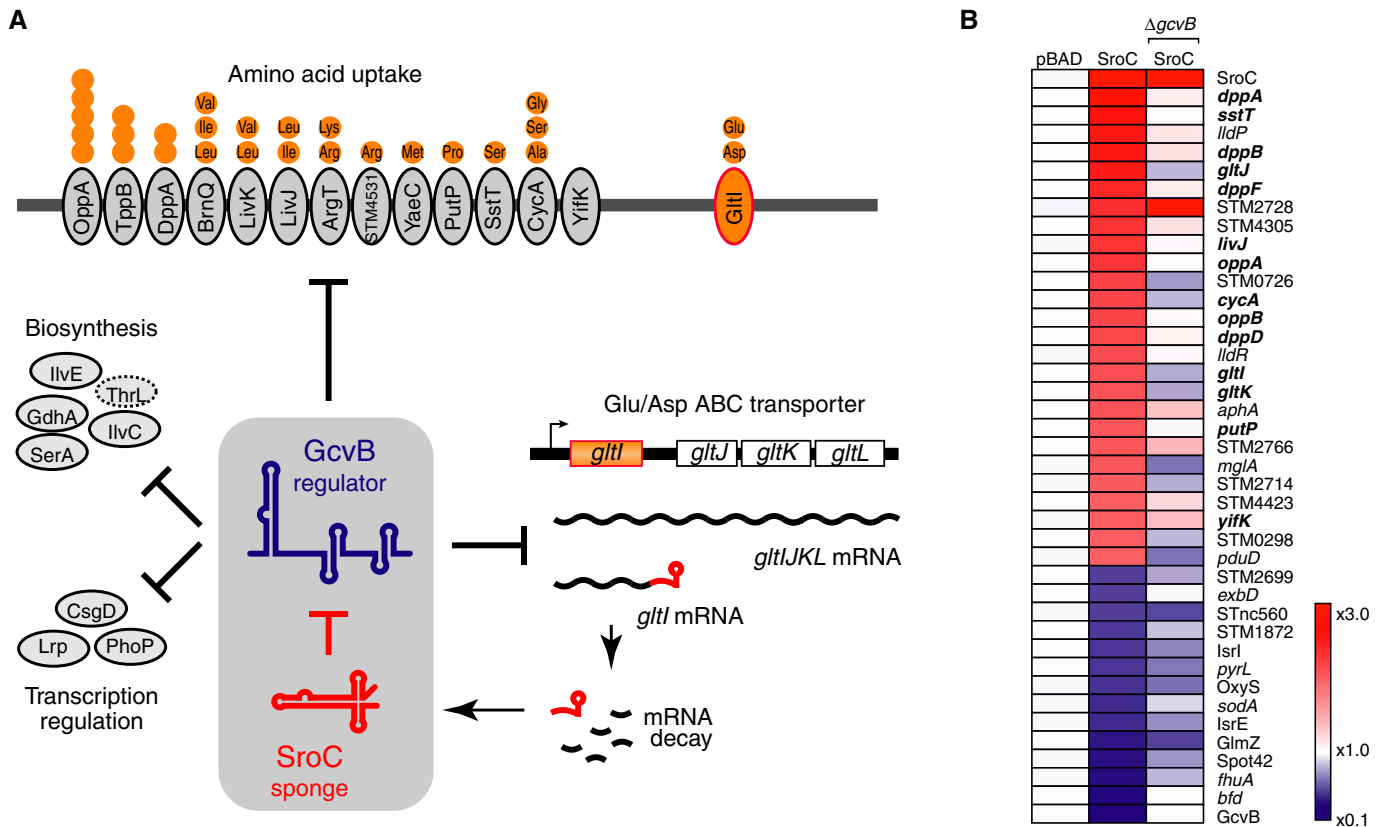 A
Amino acid uptake
Val
Ile
Leu
Val
Leu
Leu
Ile
Lys
Arg
Arg
Met
Pro
Ser
Gly
Ser
Ala
Glu
Asp
OppA
TppB
DppA
BrnQ
LivK
LivJ
ArgT
STM4531
YaeC
PutP
SstT
CycA
YifK
GltI
Biosynthesis
IlvE
ThrL
GdhA
IlvC
SerA
GcvB
regulator
SroC
sponge
CsgD
Lrp
PhoP
Transcription
regulation
Glu/Asp ABC transporter
gltI
gltJ
gltK
gltL
gltIJKL mRNA
gltI mRNA
mRNA
decay
B
ΔgcvB
pBAD SroC SroC
SroC
dppA
sstT
lldP
dppB
gltJ
dppF
STM2728
STM4305
livJ
oppA
STM0726
cycA
oppB
dppD
lldR
gltI
gltK
aphA
putP
STM2766
mglA
STM2714
STM4423
yifK
STM0298
pduD
STM2699
exbD
STnc560
STM1872
IsrI
pyrL
OxyS
sodA
IsrE
GlmZ
Spot42
fhuA
bfd
GcvB
x3.0
x1.0
x0.1